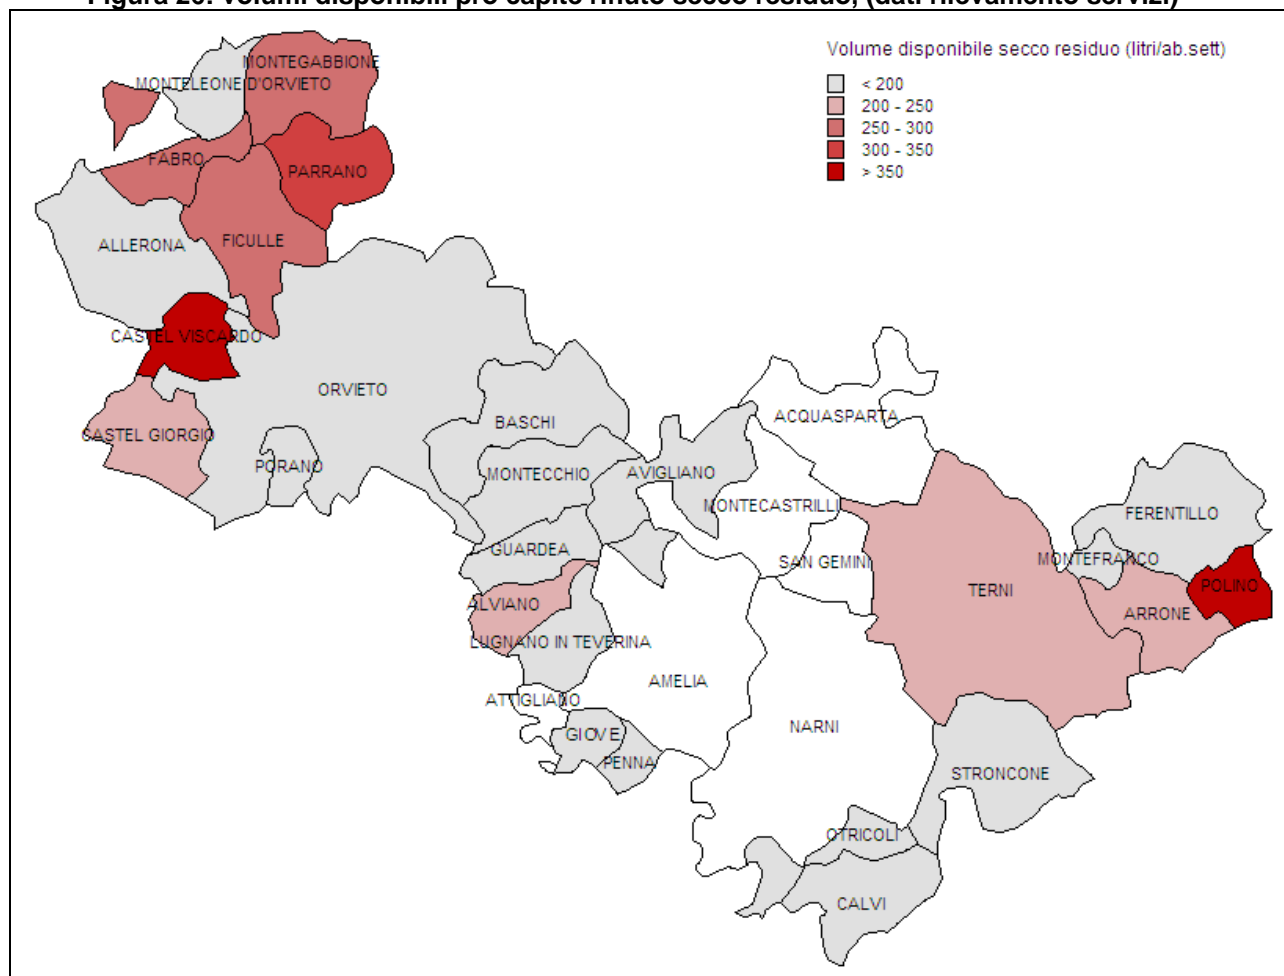 Volume disponibile secco residuo (litri/ab.sett)
< 200
200 - 250
250 - 300
300 - 350
> 350
MONTEGABBIONE
MONTELEONE D'ORVIETO
FABRO
PARRANO
ALLERONA
FICULLE
CASTEL VISCARDO
ORVIETO
CASTEL GIORGIO
PORANO
BASCHI
MONTECCHIO
AVIGLIANO
ACQUASPARTA
MONTECASTRILLI
GUARDEA
SAN GEMINI
ALVIANO
LUGNANO IN TEVERINA
TERNI
FERENTILLO
MONTEFRANCO
POLINO
ARRONE
AMELIA
ATTIGLIANO
NARNI
GIOVE
PENNA
STRONCONE
OTRICOLI
CALVI